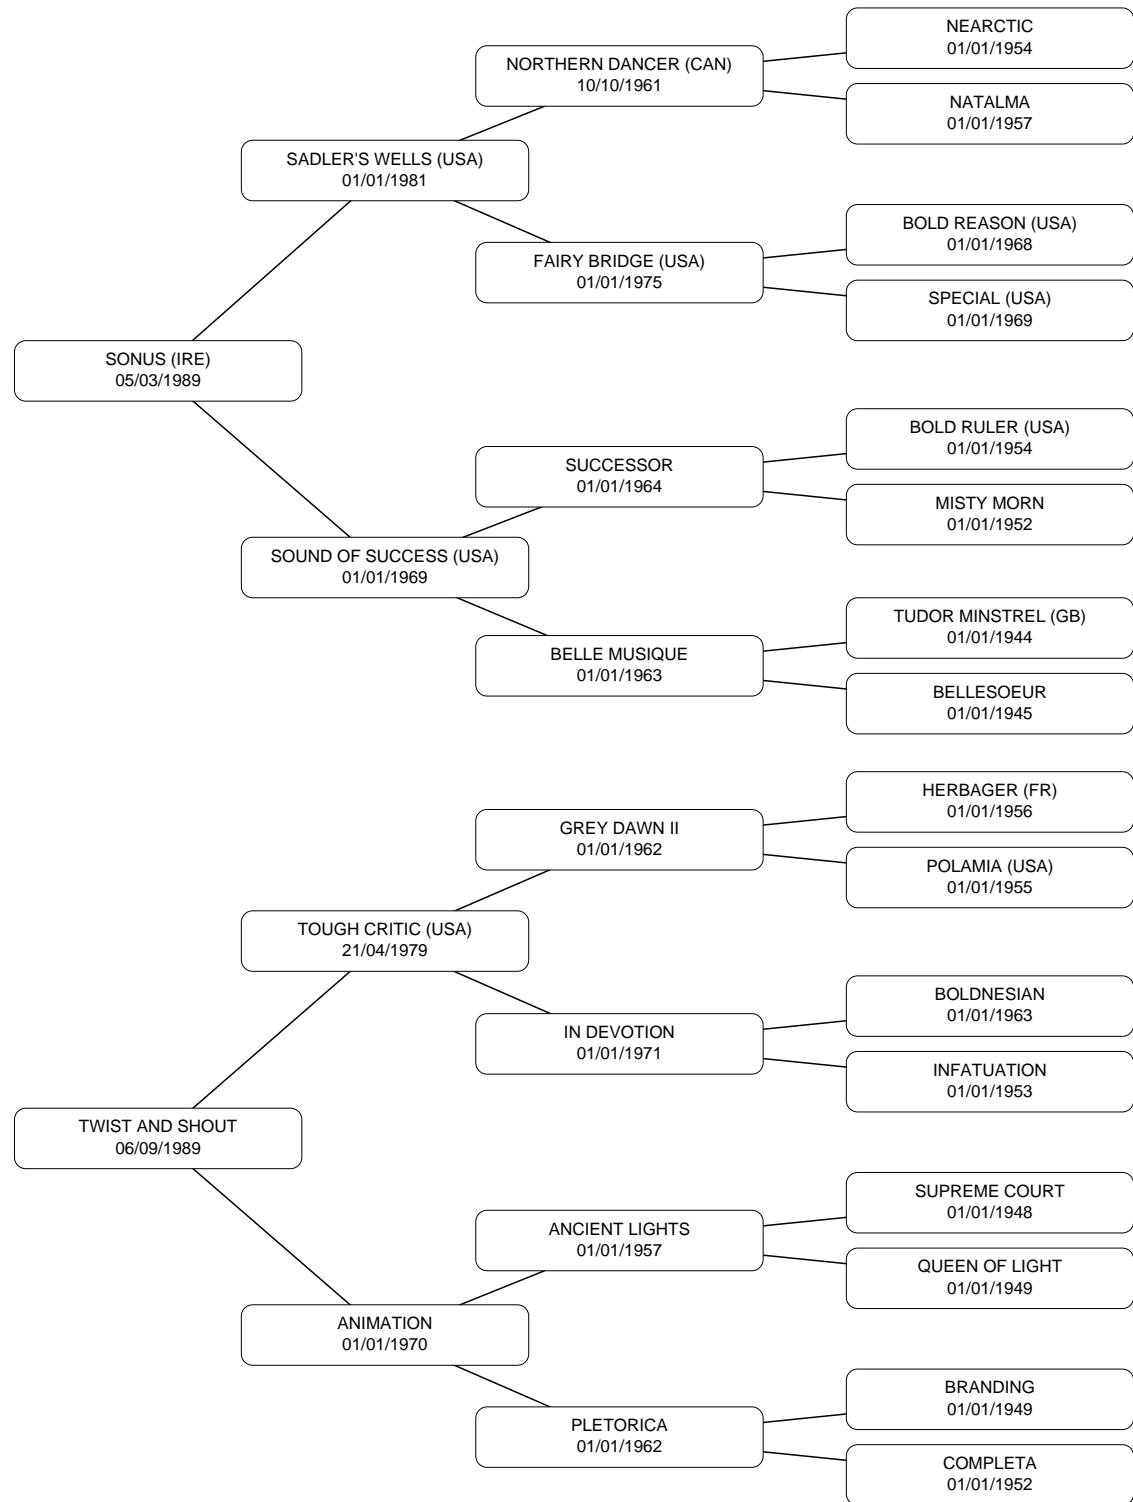 NEARCTIC
01/01/1954
NORTHERN DANCER (CAN)
10/10/1961
NATALMA
01/01/1957
SADLER'S WELLS (USA)
01/01/1981
BOLD REASON (USA)
01/01/1968
FAIRY BRIDGE (USA)
01/01/1975
SPECIAL (USA)
01/01/1969
SONUS (IRE)
05/03/1989
BOLD RULER (USA)
01/01/1954
SUCCESSOR
01/01/1964
MISTY MORN
01/01/1952
SOUND OF SUCCESS (USA)
01/01/1969
TUDOR MINSTREL (GB)
01/01/1944
BELLE MUSIQUE
01/01/1963
BELLESOEUR
01/01/1945
HERBAGER (FR)
01/01/1956
GREY DAWN II
01/01/1962
POLAMIA (USA)
01/01/1955
TOUGH CRITIC (USA)
21/04/1979
BOLDNESIAN
01/01/1963
IN DEVOTION
01/01/1971
INFATUATION
01/01/1953
TWIST AND SHOUT
06/09/1989
SUPREME COURT
01/01/1948
ANCIENT LIGHTS
01/01/1957
QUEEN OF LIGHT
01/01/1949
ANIMATION
01/01/1970
BRANDING
01/01/1949
PLETORICA
01/01/1962
COMPLETA
01/01/1952